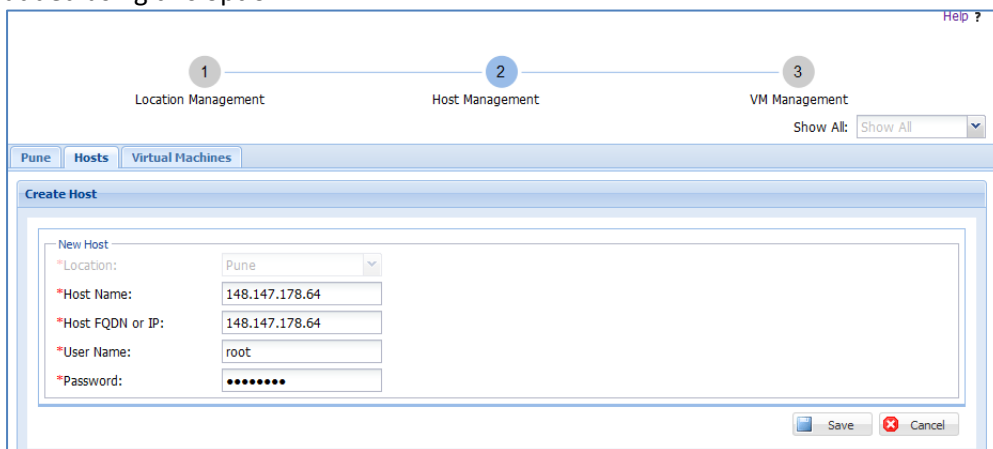 Help ?
1 2 3
Location Management Host Management VM Management
Show All: Show All
Pune Hosts Virtual Machines
Create Host
New Host
*Location: Pune
*Host Name: 148.147.178.64
*Host FQDN or IP: 148.147.178.64
*User Name: root
*Password: ••••••••
Save Cancel